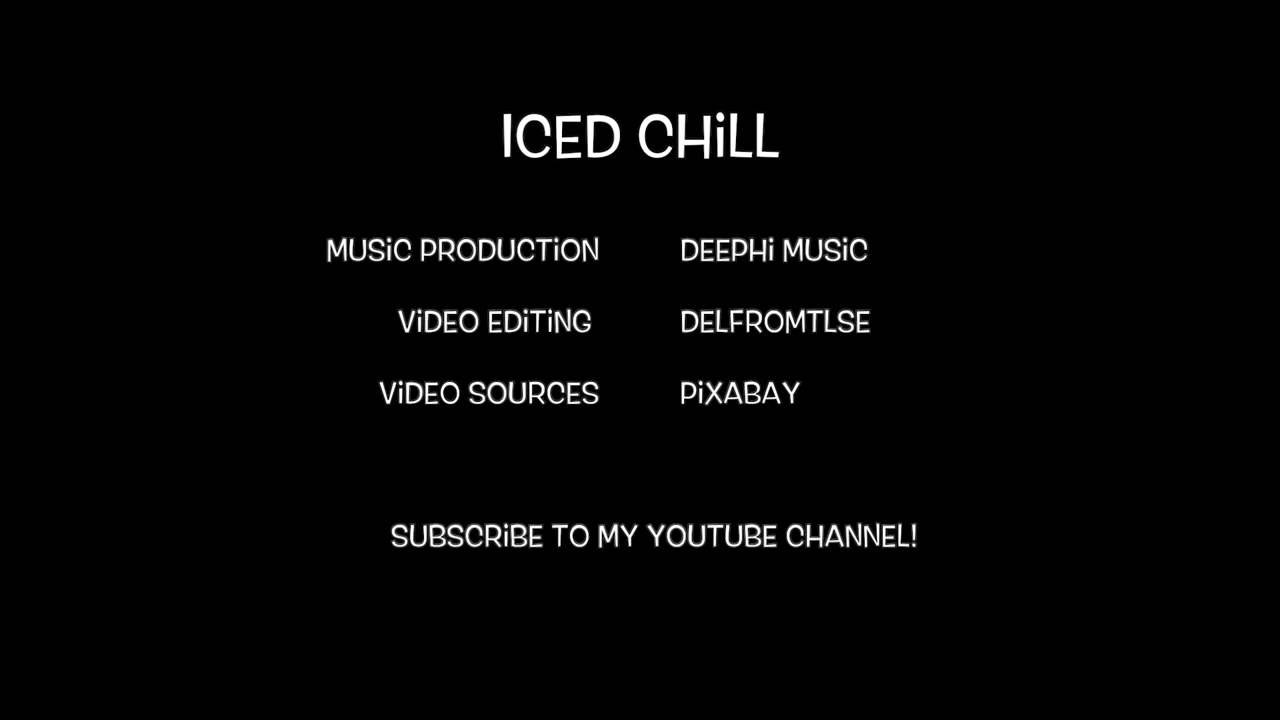 ICED CHiLL
MUSiC PRODUCTiON DEEPHi MUSiC
ViDEO EDiTiNG DELFROMTLSE
ViDEO SOURCES PiXABAY
SUBSCRiBE TO MY YOUTUBE CHANNEL!